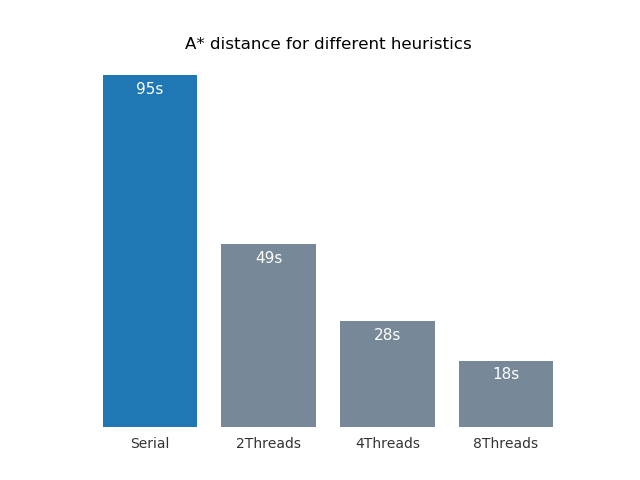 A* distance for different heuristics
95s
49s
28s
18s
Serial 2Threads 4Threads 8Threads